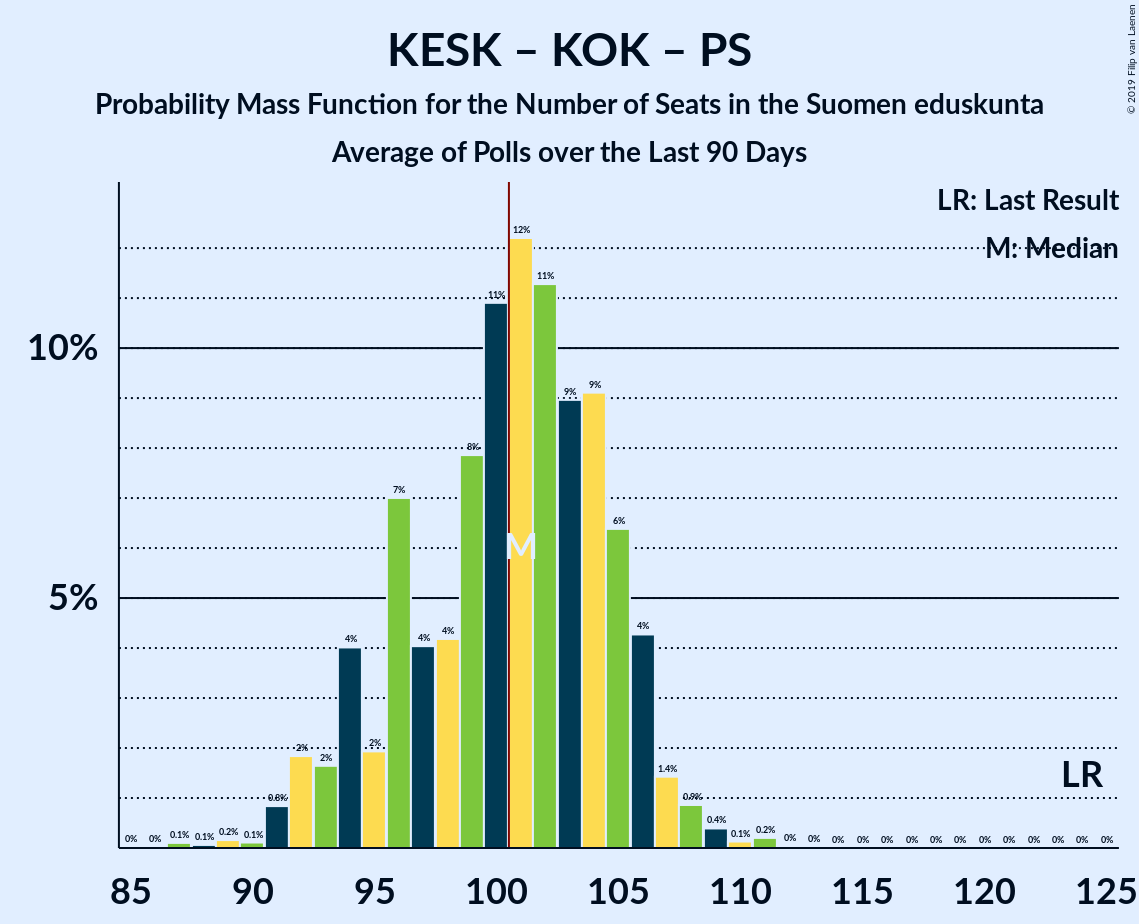 KESK – KOK – PS
Probability Mass Function for the Number of Seats in the Suomen eduskunta
Average of Polls over the Last 90 Days
© 2019 Filip van Laenen
LR: Last Result
M: Median
10%
5%
0% 0% 0.1% 0.1% 0.2% 0.1% 0.8% 2% 2% 4% 2% 7% 4% 4% 8% 11% 12% 11% 9% 9% 6% 4% 1.4% 0.9% 0.4% 0.1% 0.2% 0% 0% 0% 0% 0% 0% 0% 0% 0% 0% 0% 0% 0% 0%
M
LR
85 90 95 100 105 110 115 120 125